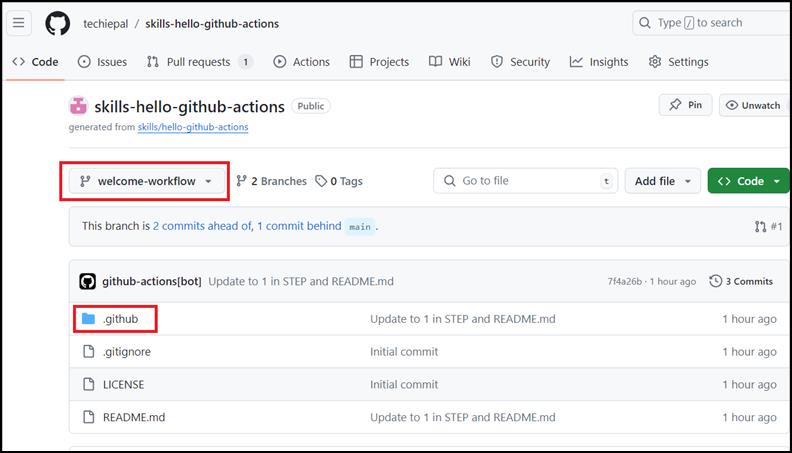 techiepal / skills-hello-github-actions Type / to search
Code Issues Pull requests 1 Actions Projects Wiki Security Insights Settings
skills-hello-github-actions Public Pin Unwatch
generated from skills/hello-github-actions
welcome-workflow 2 Branches 0 Tags Go to file t Add file Code
This branch is 2 commits ahead of, 1 commit behind main . #1
github-actions[bot] Update to 1 in STEP and README.md 7f4a26b · 1 hour ago 3 Commits
.github Update to 1 in STEP and README.md 1 hour ago
.gitignore Initial commit 1 hour ago
LICENSE Initial commit 1 hour ago
README.md Update to 1 in STEP and README.md 1 hour ago